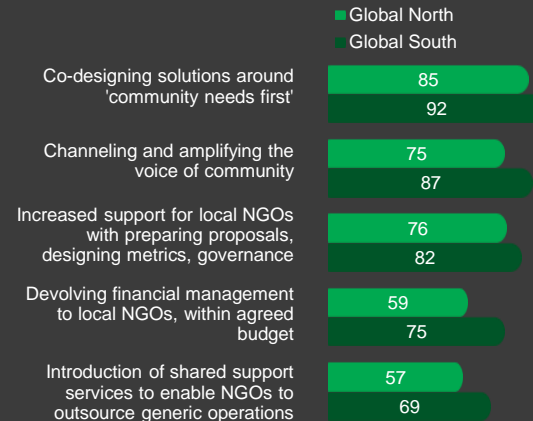 Global North
Global South
Co-designing solutions around
'community needs first'
85
92
Channeling and amplifying the
voice of community
75
87
Increased support for local NGOs
with preparing proposals,
designing metrics, governance
76
82
Devolving financial management
to local NGOs, within agreed
budget
59
75
Introduction of shared support
services to enable NGOs to
outsource generic operations
57
69